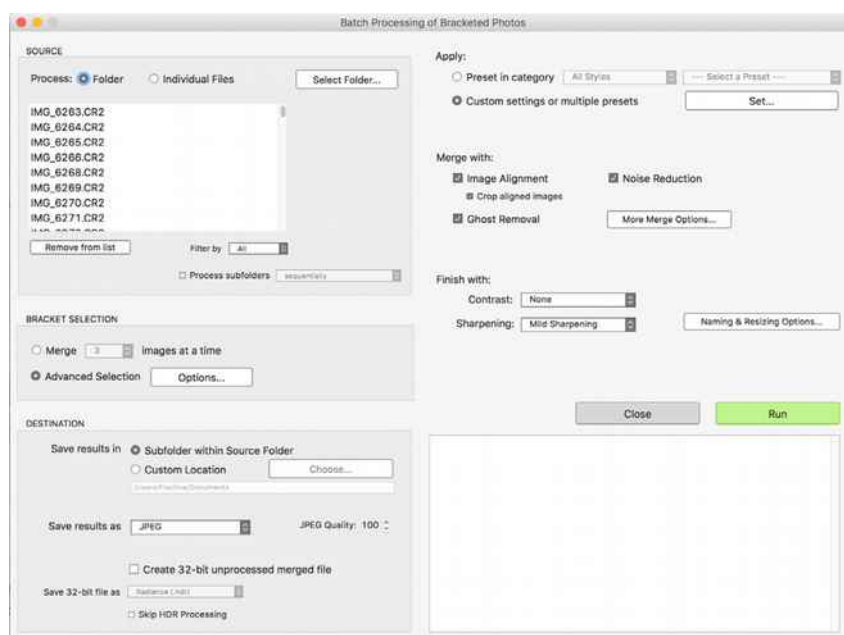 Batch Processing of Bracketed Photos
SOURCE
Process: Folder Individual Files Select Folder...
IMG_6263.CR2
IMG_6264.CR2
IMG_6265.CR2
IMG_6266.CR2
IMG_6268.CR2
IMG_6269.CR2
IMG_6270.CR2
IMG_6271.CR2
Remove from list Filter by All
Process subfolders sequentially
BRACKET SELECTION
Merge 3 images at a time
Advanced Selection Options...
DESTINATION
Save results in Subfolder within Source Folder
Custom Location Choose...
Save results as JPEG JPEG Quality: 100
Create 32-bit unprocessed merged file
Save 32-bit file as Radiance (.hdr)
Skip HDR Processing
Apply:
Preset in category All Styles --- Select a Preset ---
Custom settings or multiple presets Set...
Merge with:
Image Alignment Noise Reduction
Crop aligned images
Ghost Removal More Merge Options...
Finish with:
Contrast: None
Sharpening: Mild Sharpening Naming & Resizing Options...
Close Run